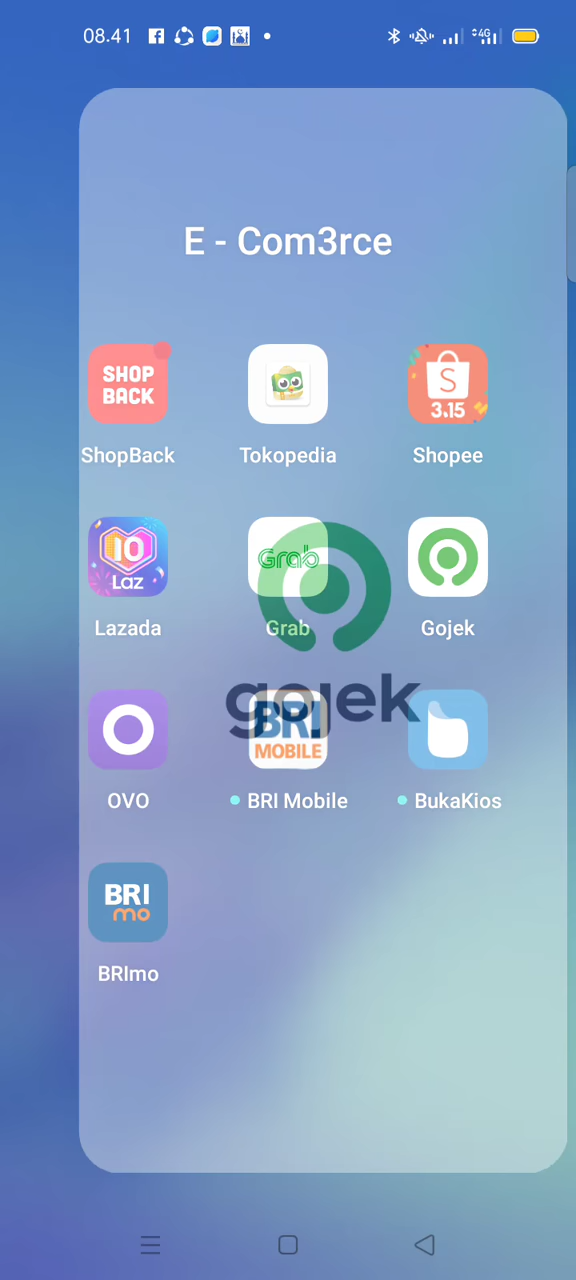 08.41
4G
E - Com3rce
SHOP
BACK
S
3.15
ShopBack
Tokopedia
Shopee
10
Laz
Grab
Lazada
Grab
Gojek
gojek
BRI
MOBILE
OVO
BRI Mobile
BukaKios
BRI
mo
BRImo